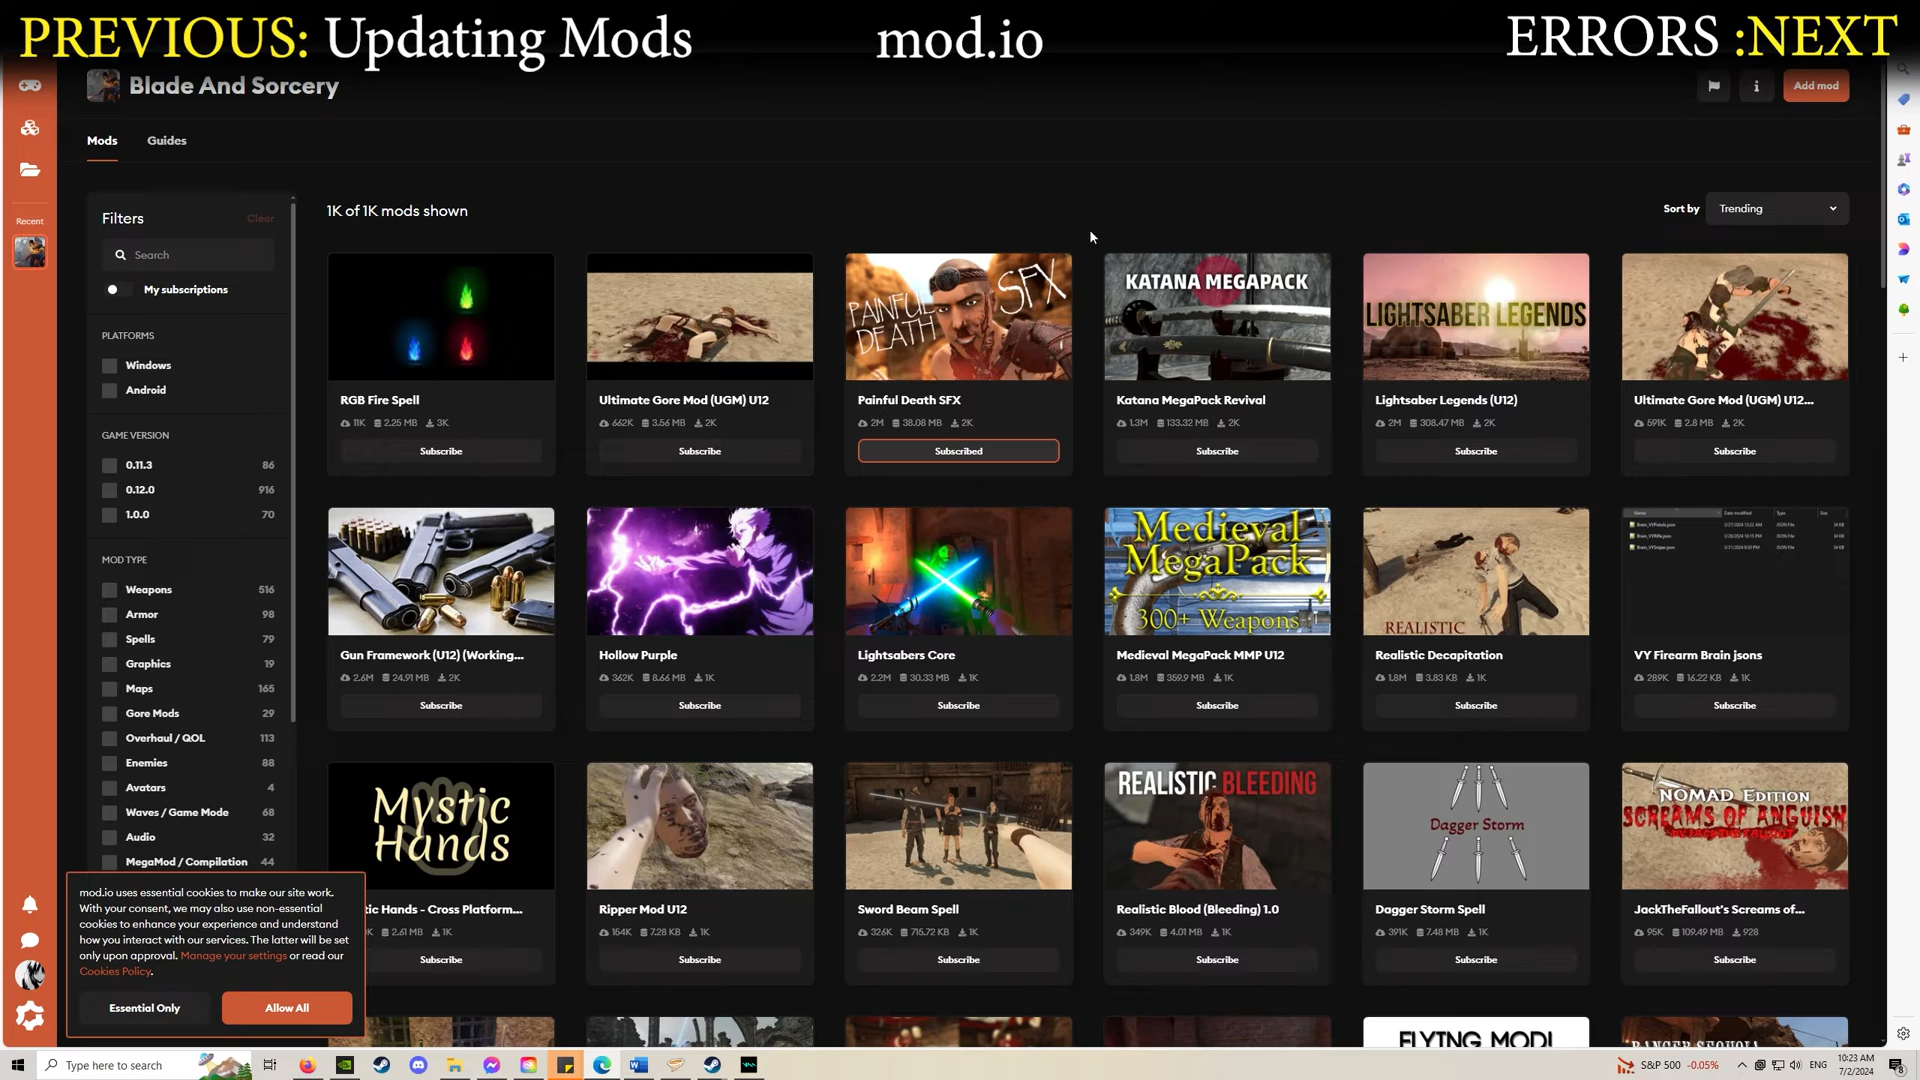 PREVIOUS: Updating Mods
mod.io
ERRORS :NEXT
Blade And Sorcery
Add mod
Mods
Guides
Recent
Filters
Clear
Search
My subscriptions
PLATFORMS
Windows
Android
GAME VERSION
0.11.3 86
0.12.0 916
1.0.0 70
MOD TYPE
Weapons 516
Armor 98
Spells 79
Graphics 19
Maps 165
Gore Mods 29
Overhaul / QOL 113
Enemies 88
Avatars 4
Waves / Game Mode 68
Audio 32
MegaMod / Compilation 44
1K of 1K mods shown
Sort by
Trending
PAINFUL DEATH SFX
KATANA MEGAPACK
LIGHTSABER LEGENDS
RGB Fire Spell
11K 2.25 MB 3K
Subscribe
Ultimate Gore Mod (UGM) U12
662K 3.56 MB 2K
Subscribe
Painful Death SFX
2M 38.08 MB 2K
Subscribed
Katana MegaPack Revival
1.3M 133.32 MB 2K
Subscribe
Lightsaber Legends (U12)
2M 308.47 MB 2K
Subscribe
Ultimate Gore Mod (UGM) U12...
591K 2.8 MB 2K
Subscribe
Medieval
MegaPack
300+ Weapons
REALISTIC
Name Date modified Type Size
Gun Framework (U12) (Working...
2.6M 24.91 MB 2K
Subscribe
Hollow Purple
362K 8.66 MB 1K
Subscribe
Lightsabers Core
2.2M 30.33 MB 1K
Subscribe
Medieval MegaPack MMP U12
1.8M 359.9 MB 1K
Subscribe
Realistic Decapitation
1.8M 3.83 KB 1K
Subscribe
VY Firearm Brain jsons
289K 16.22 KB 1K
Subscribe
Mystic
Hands
REALISTIC BLEEDING
Dagger Storm
NOMAD EDITION
SCREAMS OF ANGUISH
tic Hands - Cross Platform...
K 2.61 MB 1K
Subscribe
Ripper Mod U12
154K 7.28 KB 1K
Subscribe
Sword Beam Spell
326K 715.72 KB 1K
Subscribe
Realistic Blood (Bleeding) 1.0
349K 4.01 MB 1K
Subscribe
Dagger Storm Spell
391K 7.48 MB 1K
Subscribe
JackTheFallout's Screams of...
95K 109.49 MB 928
Subscribe
mod.io uses essential cookies to make our site work.
With your consent, we may also use non-essential
cookies to enhance your experience and understand
how you interact with our services. The latter will be set
only upon approval. Manage your settings or read our
Cookies Policy.
Essential Only
Allow All
FLYING MOD!
Type here to search
S&P 500 -0.05%
ENG
10:23 AM
7/2/2024